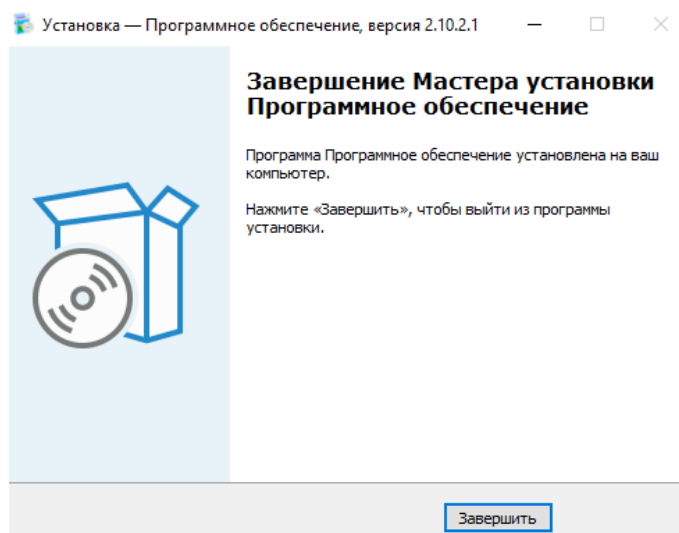 Установка — Программное обеспечение, версия 2.10.2.1
Завершение Мастера установки
Программное обеспечение
Программа Программное обеспечение установлена на ваш
компьютер.
Нажмите «Завершить», чтобы выйти из программы
установки.
Завершить